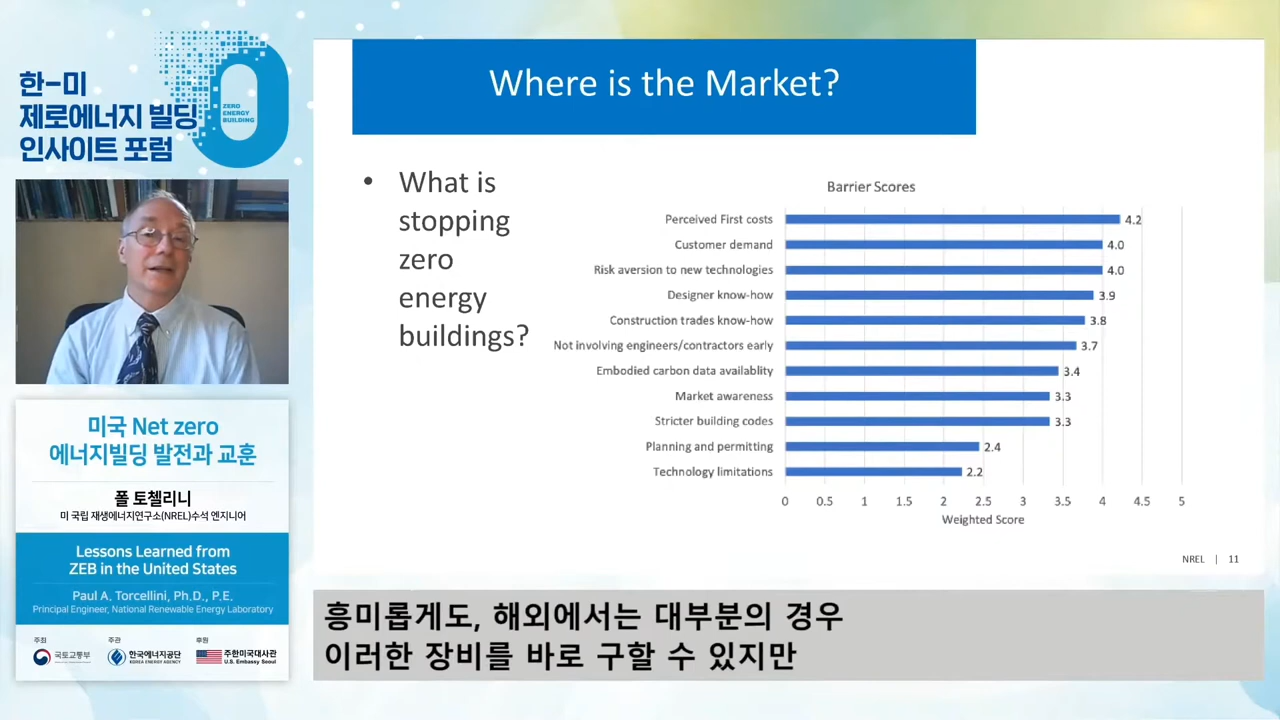 한-미
제로에너지 빌딩
인사이트 포럼
ZERO
ENERGY
BUILDING
미국 Net zero
에너지빌딩 발전과 교훈
폴 토첼리니
미 국립 재생에너지연구소(NREL)수석 엔지니어
Lessons Learned from
ZEB in the United States
Paul A. Torcellini, Ph.D., P.E.
Principal Engineer, National Renewable Energy Laboratory
주최
주관
후원
국토교통부
한국에너지공단
KOREA ENERGY AGENCY
주한미국대사관
U.S. Embassy Seoul
Where is the Market?
• What is
stopping
zero
energy
buildings?
Barrier Scores
Perceived First costs 4.2
Customer demand 4.0
Risk aversion to new technologies 4.0
Designer know-how 3.9
Construction trades know-how 3.8
Not involving engineers/contractors early 3.7
Embodied carbon data availablity 3.4
Market awareness 3.3
Stricter building codes 3.3
Planning and permitting 2.4
Technology limitations 2.2
0 0.5 1 1.5 2 2.5 3 3.5 4 4.5 5
Weighted Score
NREL | 11
흥미롭게도, 해외에서는 대부분의 경우
이러한 장비를 바로 구할 수 있지만